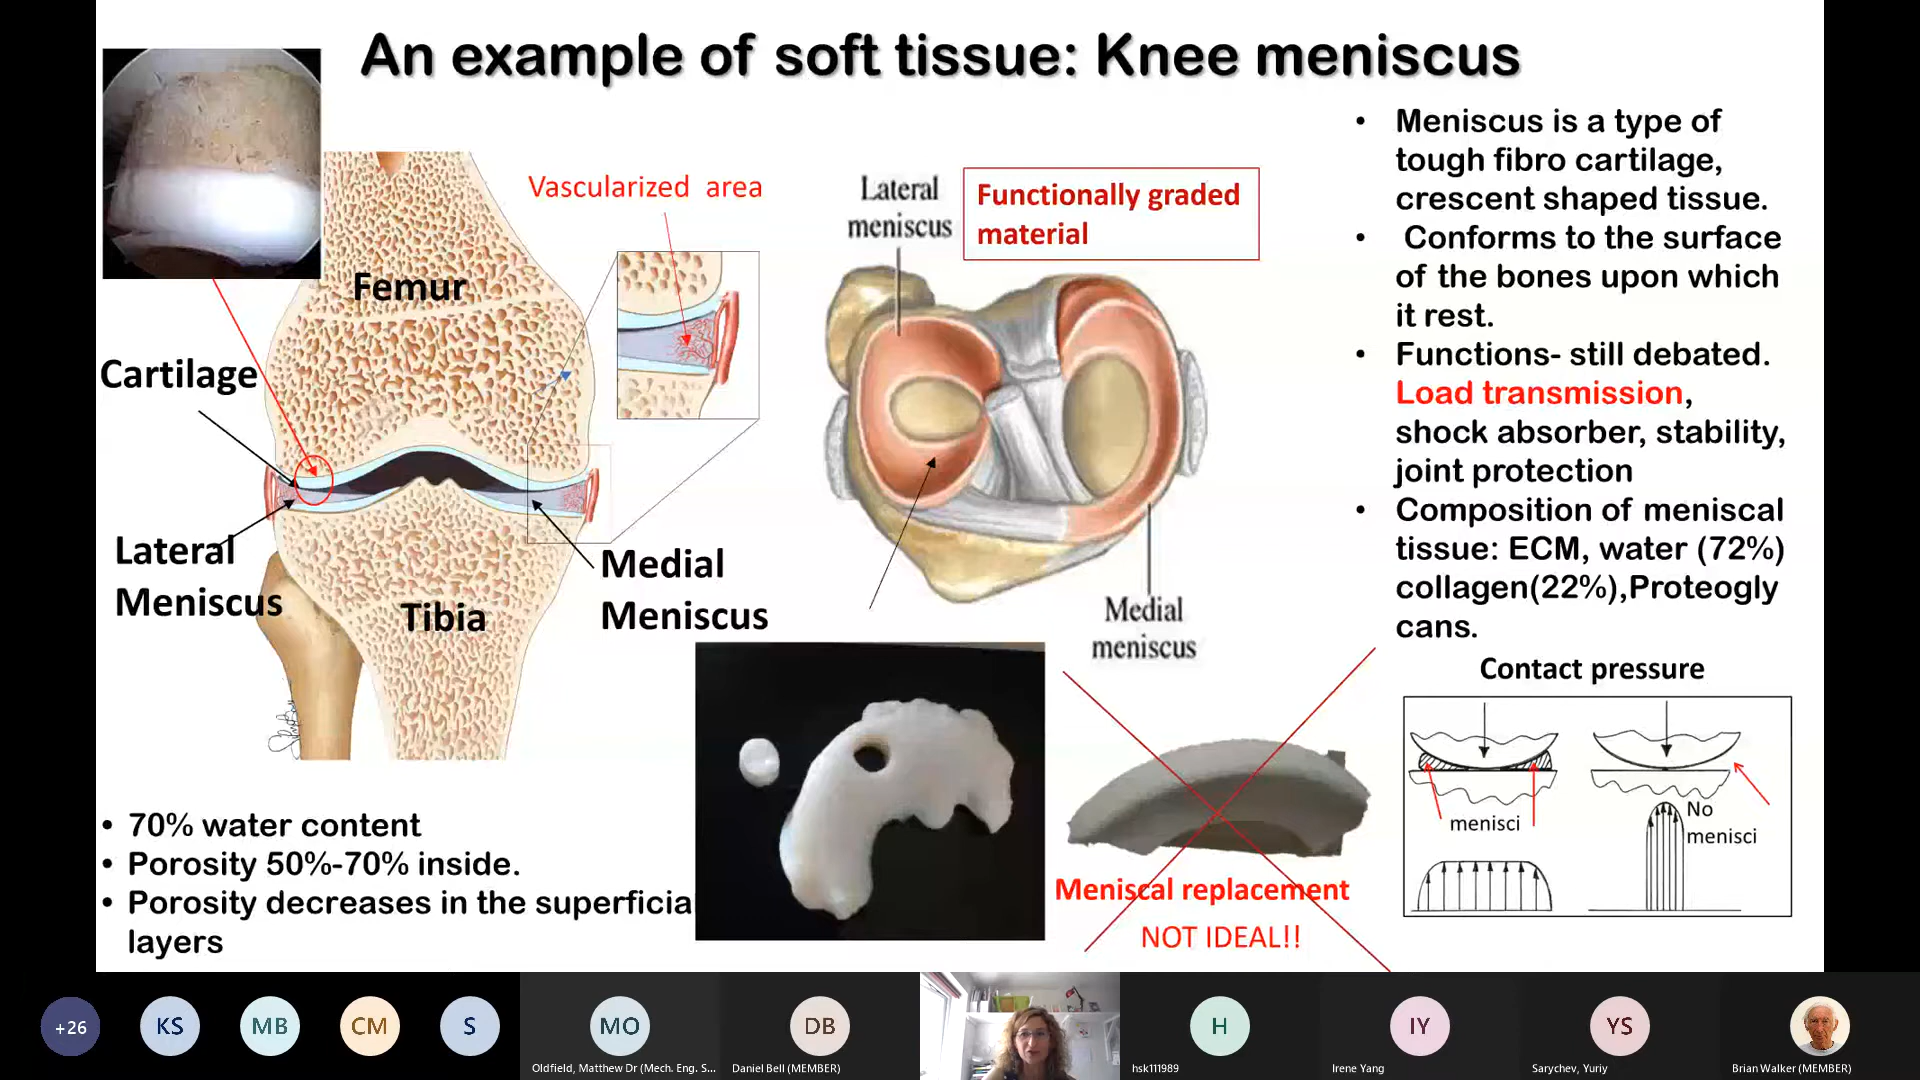 An example of soft tissue: Knee meniscus
Vascularized area
Femur
Cartilage
Lateral
Meniscus
Tibia
Medial
Meniscus
Lateral
meniscus
Functionally graded
material
Medial
meniscus
• Meniscus is a type of
tough fibro cartilage,
crescent shaped tissue.
• Conforms to the surface
of the bones upon which
it rest.
• Functions- still debated.
Load transmission,
shock absorber, stability,
joint protection
• Composition of meniscal
tissue: ECM, water (72%)
collagen(22%),Proteogly
cans.
Contact pressure
menisci
No
menisci
• 70% water content
• Porosity 50%-70% inside.
• Porosity decreases in the superficia
layers
Meniscal replacement
NOT IDEAL!!
+26
KS
MB
CM
S
MO
DB
H
IY
YS
Oldfield, Matthew Dr (Mech. Eng. S...
Daniel Bell (MEMBER)
hsk111989
Irene Yang
Sarychev, Yuriy
Brian Walker (MEMBER)